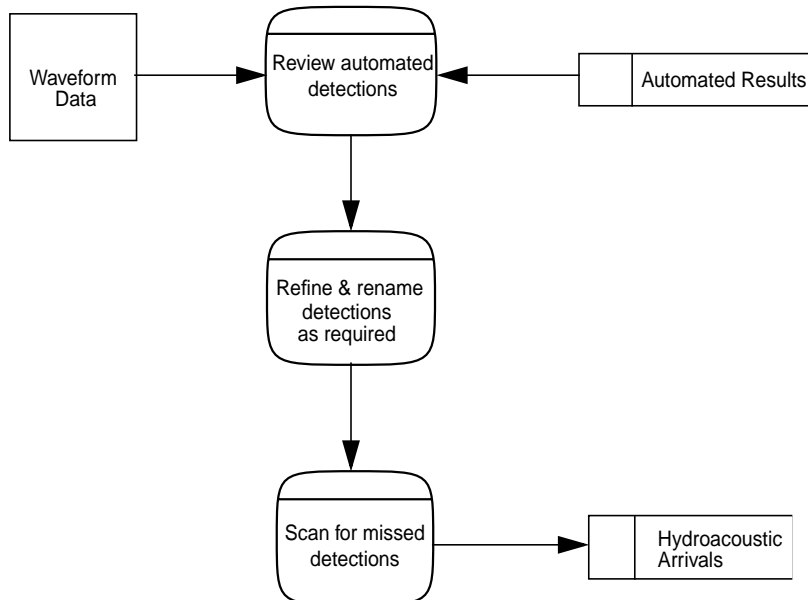 Waveform
Data
Review automated
detections
Automated Results
Refine & rename
detections
as required
Scan for missed
detections
Hydroacoustic
Arrivals